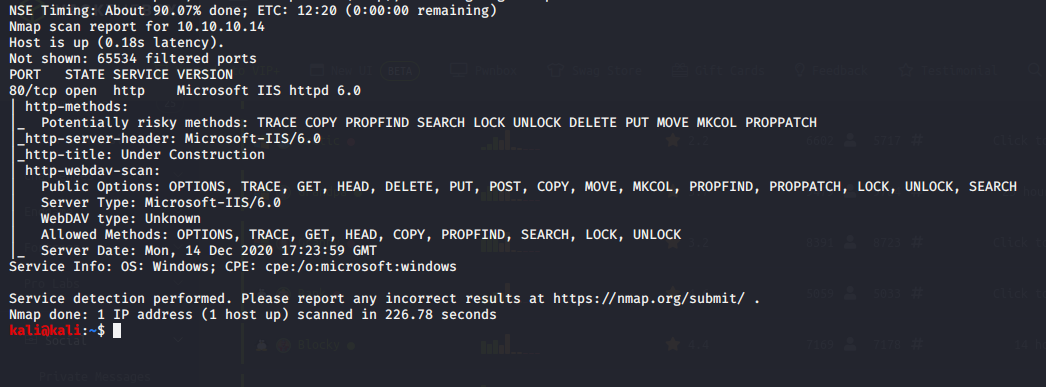 NSE Timing: About 90.07% done; ETC: 12:20 (0:00:00 remaining)
Nmap scan report for 10.10.10.14
Host is up (0.18s latency).
Not shown: 65534 filtered ports
PORT   STATE SERVICE VERSION
80/tcp open  http    Microsoft IIS httpd 6.0
| http-methods:
|_  Potentially risky methods: TRACE COPY PROPFIND SEARCH LOCK UNLOCK DELETE PUT MOVE MKCOL PROPPATCH
|_http-server-header: Microsoft-IIS/6.0
|_http-title: Under Construction
| http-webdav-scan:
|   Public Options: OPTIONS, TRACE, GET, HEAD, DELETE, PUT, POST, COPY, MOVE, MKCOL, PROPFIND, PROPPATCH, LOCK, UNLOCK, SEARCH
|   Server Type: Microsoft-IIS/6.0
|   WebDAV type: Unknown
|   Allowed Methods: OPTIONS, TRACE, GET, HEAD, COPY, PROPFIND, SEARCH, LOCK, UNLOCK
|_  Server Date: Mon, 14 Dec 2020 17:23:59 GMT
Service Info: OS: Windows; CPE: cpe:/o:microsoft:windows
Service detection performed. Please report any incorrect results at https://nmap.org/submit/ .
Nmap done: 1 IP address (1 host up) scanned in 226.78 seconds
kali@kali:~$